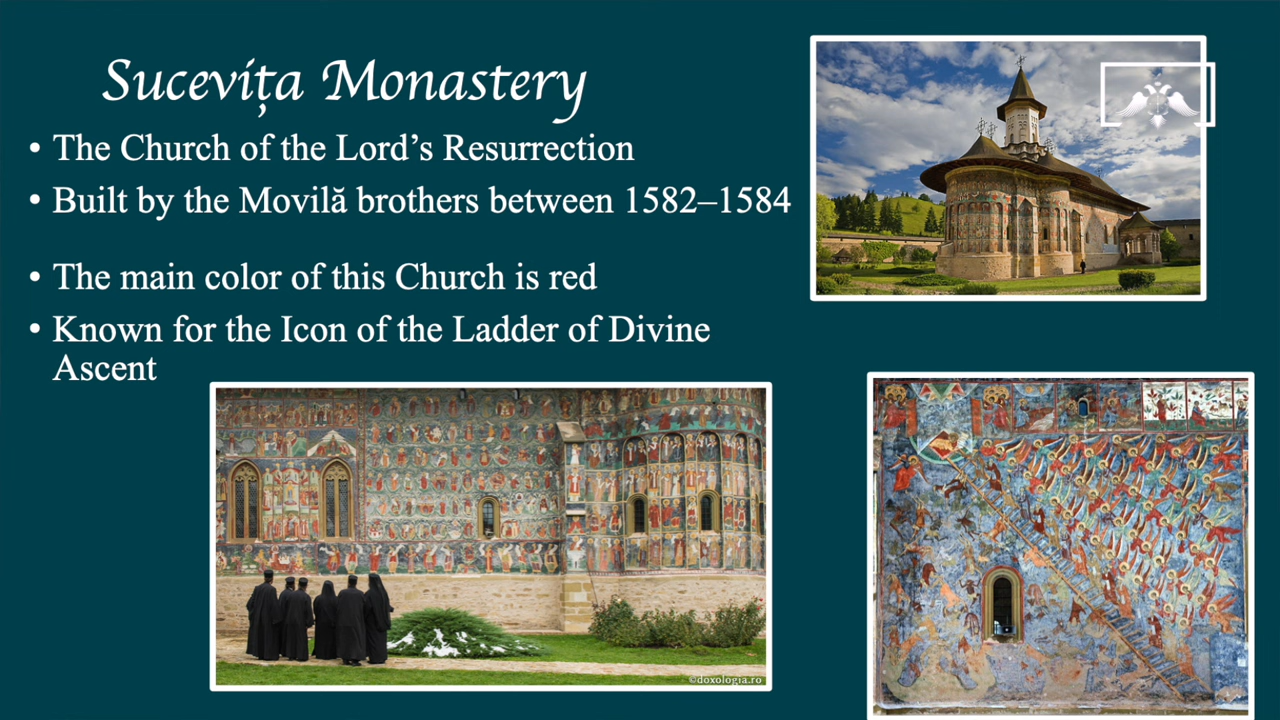 Sucevița Monastery
• The Church of the Lord’s Resurrection
• Built by the Movilă brothers between 1582–1584
• The main color of this Church is red
• Known for the Icon of the Ladder of Divine
Ascent
©doxologia.ro